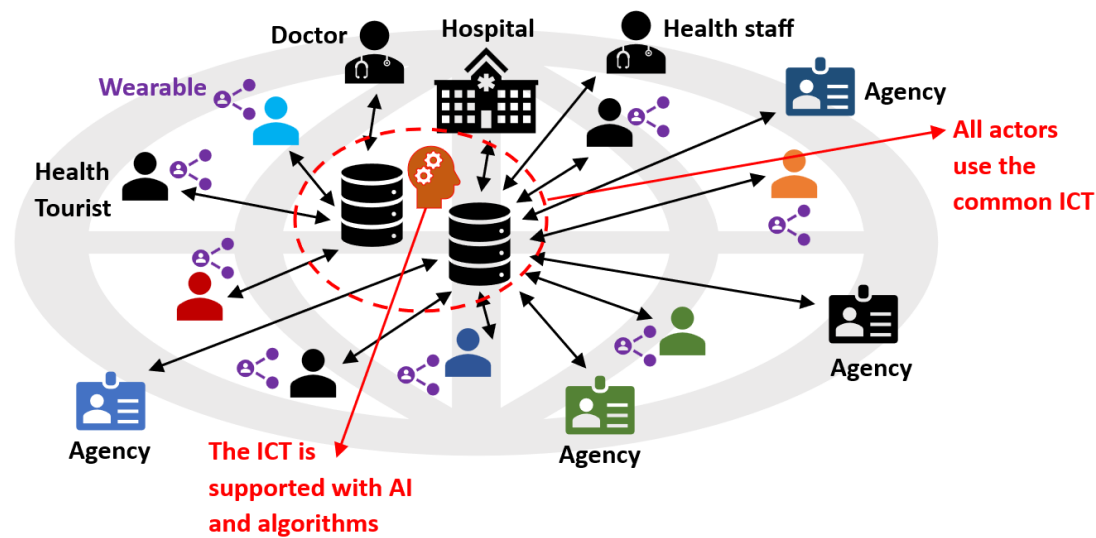 Doctor
Hospital
Health staff
Wearable
Agency
All actors
use the
common ICT
Health
Tourist
Agency
Agency
Agency
The ICT is
supported with AI
and algorithms